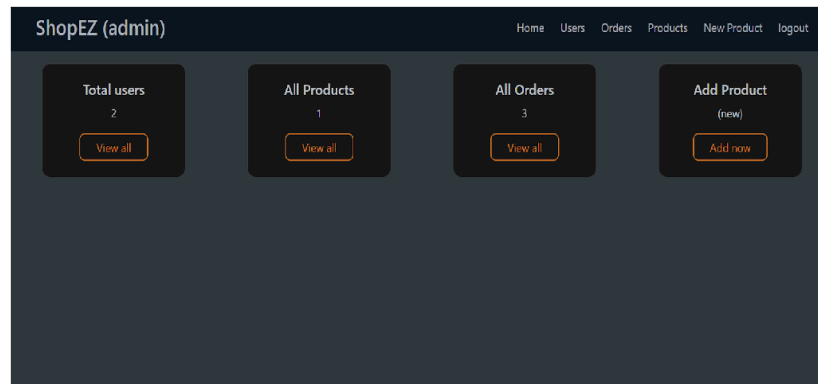 ShopEZ (admin) Home Users Orders Products New Product logout
Total users All Products All Orders Add Product
2 1 3 (new)
View all View all View all Add now